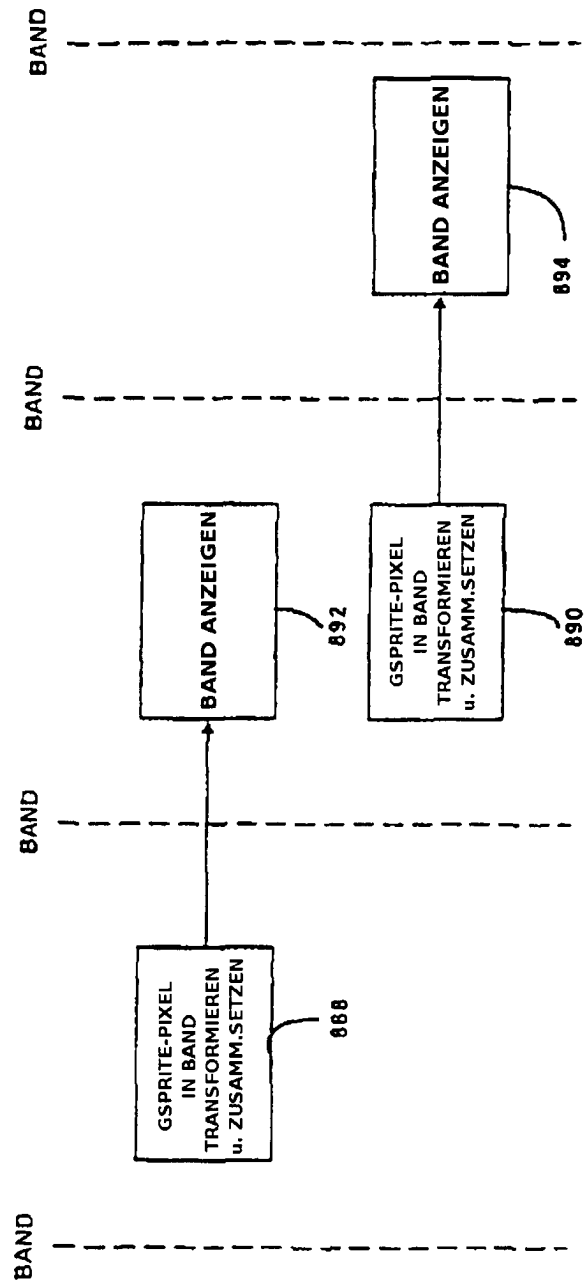 BAND
BAND
BAND
BAND
GSPRITE-PIXEL
IN BAND
TRANSFORMIEREN
u. ZUSAMM.SETZEN
888
BAND ANZEIGEN
892
GSPRITE-PIXEL
IN BAND
TRANSFORMIEREN
u. ZUSAMM.SETZEN
890
BAND ANZEIGEN
894